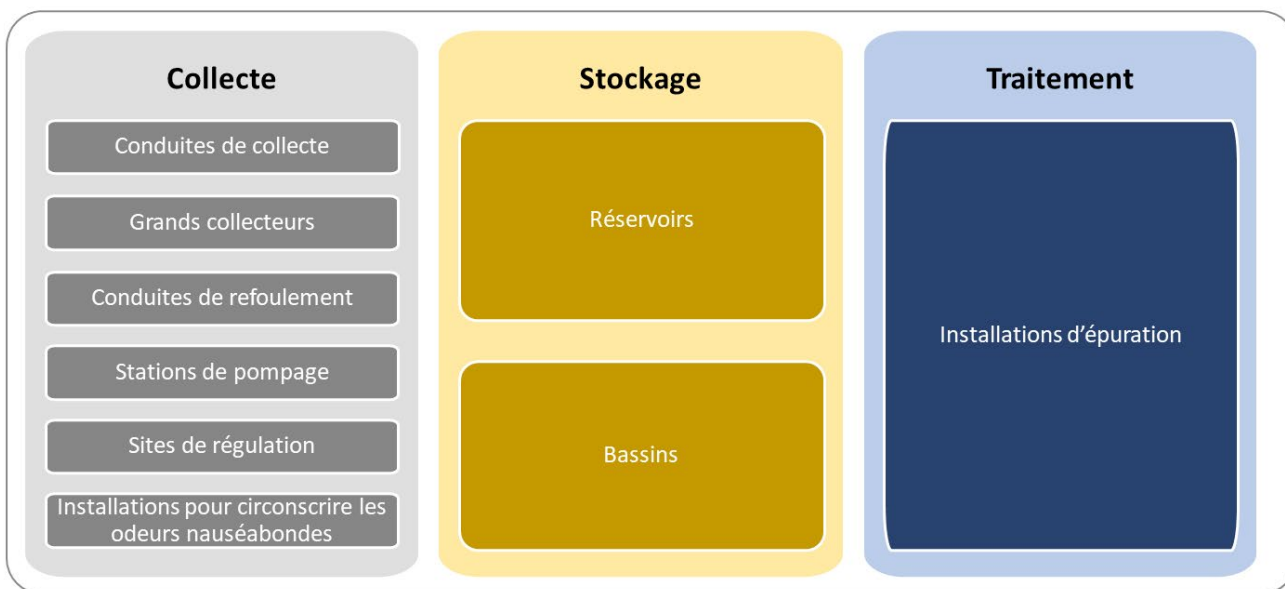 Collecte
Conduites de collecte
Grands collecteurs
Conduites de refoulement
Stations de pompage
Sites de régulation
Installations pour circonscrire les
odeurs nauséabondes
Stockage
Réservoirs
Bassins
Traitement
Installations d’épuration